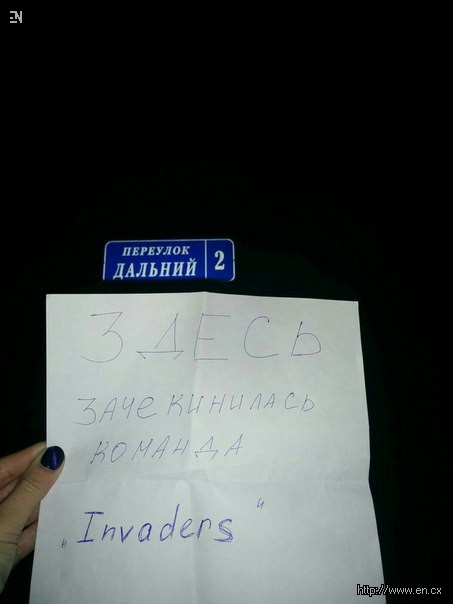 EN
ПЕРЕУЛОК
ДАЛЬНИЙ 2
ЗДЕСЬ
ЗАЧЕКИНИЛАСЬ
КОМАНДА
„Invaders“
http://www.en.cx